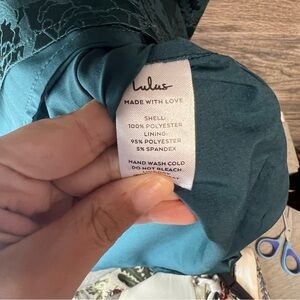 Lulus
MADE WITH LOVE
SHELL:
100% POLYESTER
LINING:
95% POLYESTER
5% SPANDEX
HAND WASH COLD
DO NOT BLEACH